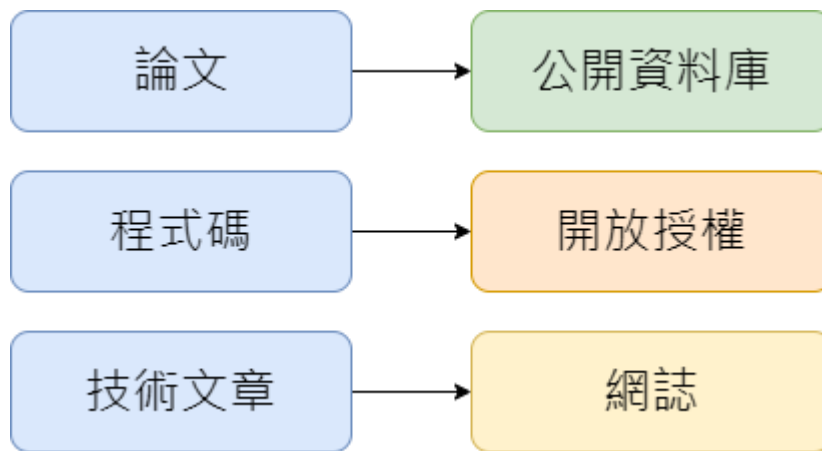 論文
公開資料庫
程式碼
開放授權
技術文章
網誌